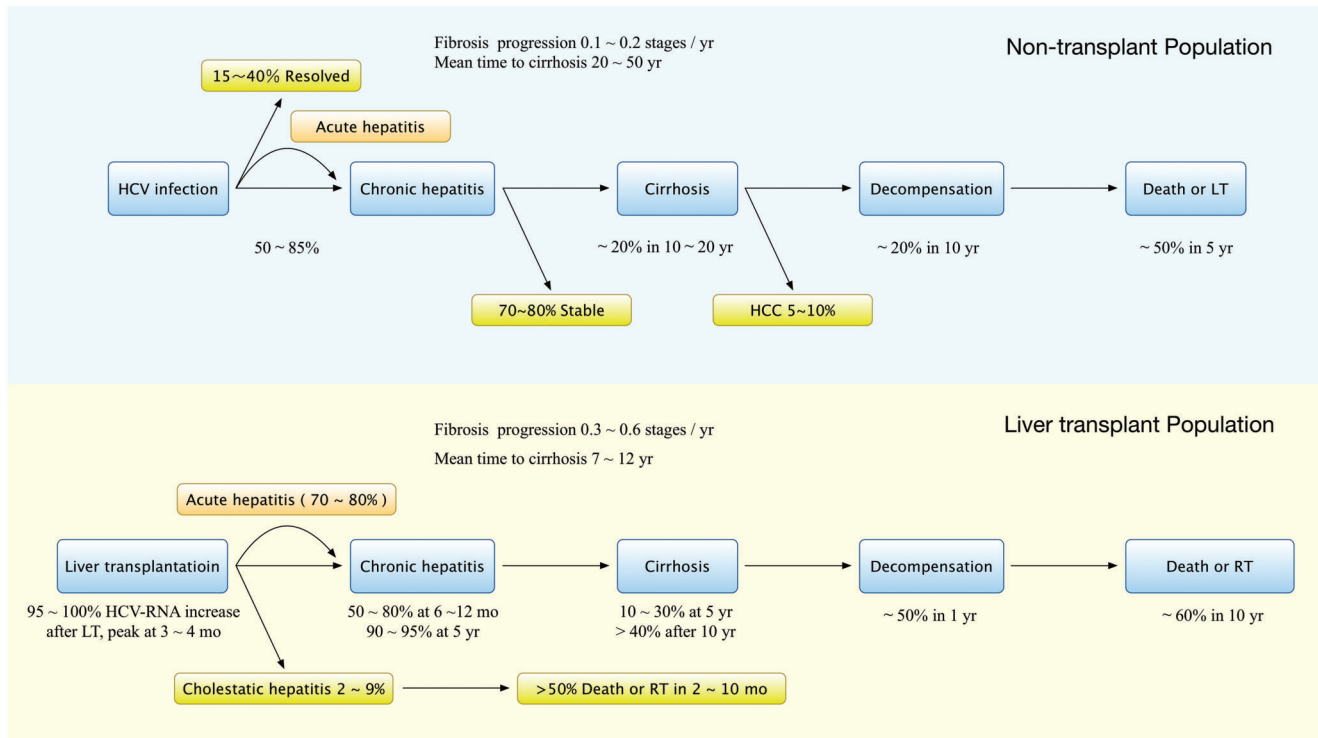 Fibrosis progression 0.1 ~ 0.2 stages / yr
Mean time to cirrhosis 20 ~ 50 yr
Non-transplant Population
15~40% Resolved
Acute hepatitis
HCV infection
Chronic hepatitis
Cirrhosis
Decompensation
Death or LT
50 ~ 85%
~ 20% in 10 ~ 20 yr
~ 20% in 10 yr
~ 50% in 5 yr
70~80% Stable
HCC 5~10%
Fibrosis progression 0.3 ~ 0.6 stages / yr
Mean time to cirrhosis 7 ~ 12 yr
Liver transplant Population
Acute hepatitis ( 70 ~ 80% )
Liver transplantatioin
Chronic hepatitis
Cirrhosis
Decompensation
Death or RT
95 ~ 100% HCV-RNA increase
after LT, peak at 3 ~ 4 mo
50 ~ 80% at 6 ~12 mo
90 ~ 95% at 5 yr
10 ~ 30% at 5 yr
> 40% after 10 yr
~ 50% in 1 yr
~ 60% in 10 yr
Cholestatic hepatitis 2 ~ 9%
>50% Death or RT in 2 ~ 10 mo